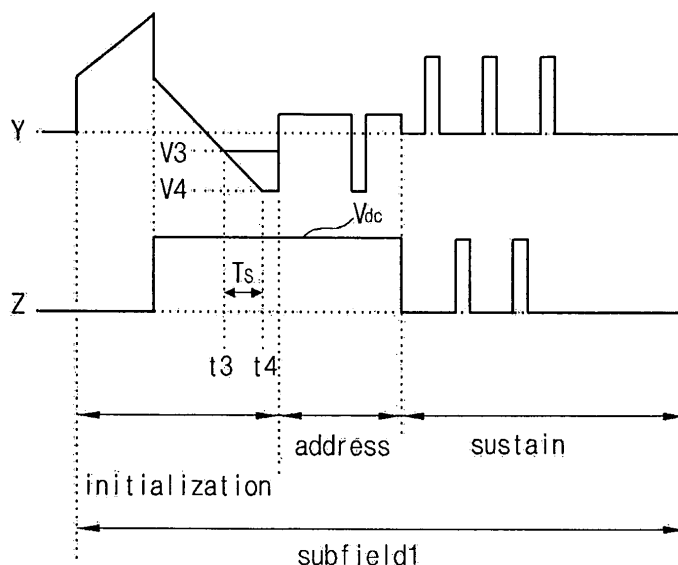 Y
V3
V4
Vdc
Ts
Z
t3 t4
address sustain
initialization
subfield1